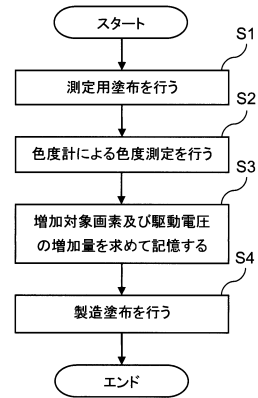 スタート
S1
測定用塗布を行う
S2
色度計による色度測定を行う
S3
増加対象画素及び駆動電圧
の増加量を求めて記憶する
S4
製造塗布を行う
エンド